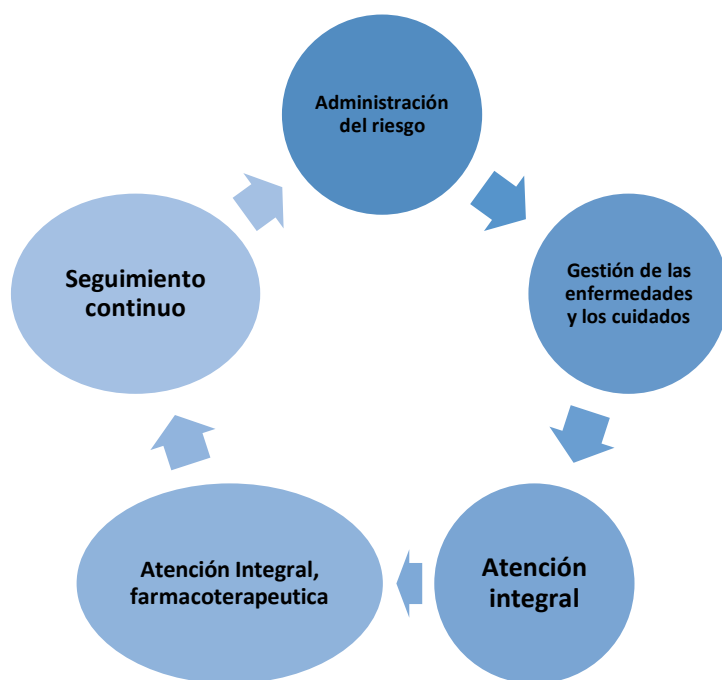 Administración
del riesgo
Gestión de las
enfermedades
y los cuidados
Atención
integral
Atención Integral,
farmacoterapeutica
Seguimiento
continuo